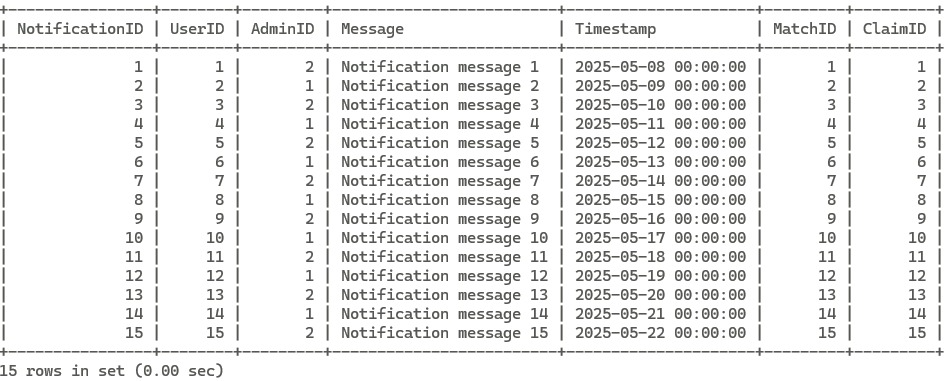 +----------------+--------+---------+-------------------------+---------------------+---------+---------+
| NotificationID | UserID | AdminID | Message                 | Timestamp           | MatchID | ClaimID |
+----------------+--------+---------+-------------------------+---------------------+---------+---------+
|              1 |      1 |       2 | Notification message 1  | 2025-05-08 00:00:00 |       1 |       1 |
|              2 |      2 |       1 | Notification message 2  | 2025-05-09 00:00:00 |       2 |       2 |
|              3 |      3 |       2 | Notification message 3  | 2025-05-10 00:00:00 |       3 |       3 |
|              4 |      4 |       1 | Notification message 4  | 2025-05-11 00:00:00 |       4 |       4 |
|              5 |      5 |       2 | Notification message 5  | 2025-05-12 00:00:00 |       5 |       5 |
|              6 |      6 |       1 | Notification message 6  | 2025-05-13 00:00:00 |       6 |       6 |
|              7 |      7 |       2 | Notification message 7  | 2025-05-14 00:00:00 |       7 |       7 |
|              8 |      8 |       1 | Notification message 8  | 2025-05-15 00:00:00 |       8 |       8 |
|              9 |      9 |       2 | Notification message 9  | 2025-05-16 00:00:00 |       9 |       9 |
|             10 |     10 |       1 | Notification message 10 | 2025-05-17 00:00:00 |      10 |      10 |
|             11 |     11 |       2 | Notification message 11 | 2025-05-18 00:00:00 |      11 |      11 |
|             12 |     12 |       1 | Notification message 12 | 2025-05-19 00:00:00 |      12 |      12 |
|             13 |     13 |       2 | Notification message 13 | 2025-05-20 00:00:00 |      13 |      13 |
|             14 |     14 |       1 | Notification message 14 | 2025-05-21 00:00:00 |      14 |      14 |
|             15 |     15 |       2 | Notification message 15 | 2025-05-22 00:00:00 |      15 |      15 |
+----------------+--------+---------+-------------------------+---------------------+---------+---------+
15 rows in set (0.00 sec)